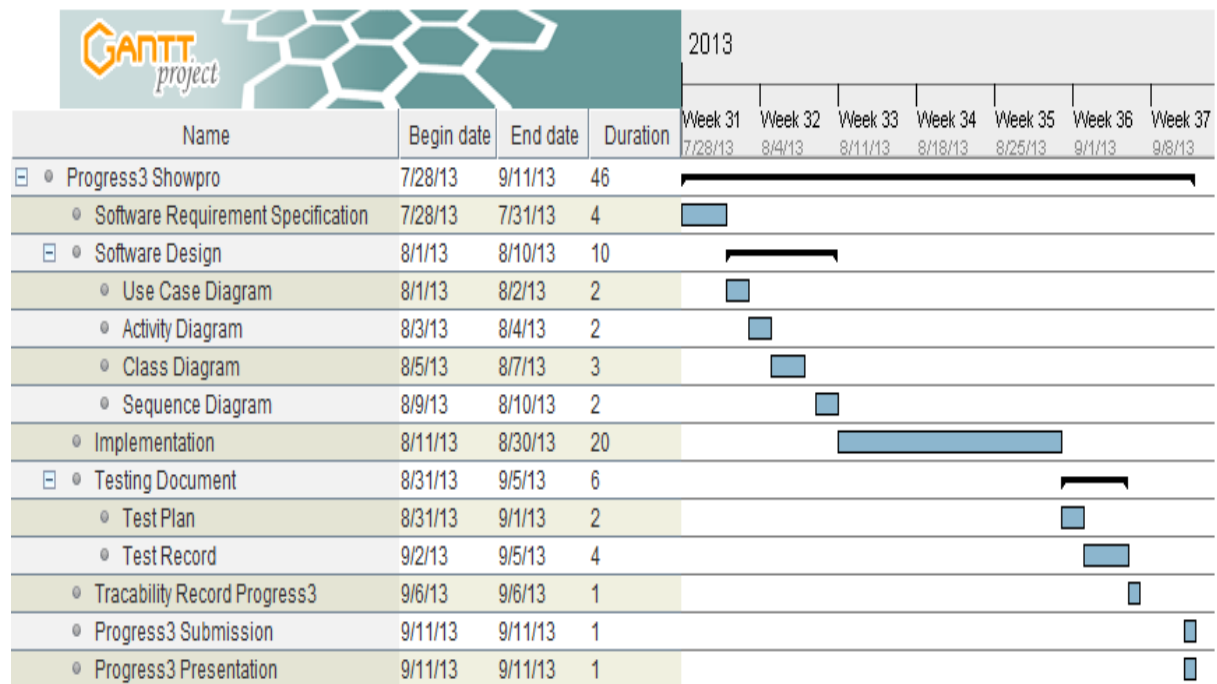 GANTT
project
2013
Name Begin date End date Duration
Week 31 Week 32 Week 33 Week 34 Week 35 Week 36 Week 37
7/28/13 8/4/13 8/11/13 8/18/13 8/25/13 9/1/13 9/8/13
Progress3 Showpro 7/28/13 9/11/13 46
Software Requirement Specification 7/28/13 7/31/13 4
Software Design 8/1/13 8/10/13 10
Use Case Diagram 8/1/13 8/2/13 2
Activity Diagram 8/3/13 8/4/13 2
Class Diagram 8/5/13 8/7/13 3
Sequence Diagram 8/9/13 8/10/13 2
Implementation 8/11/13 8/30/13 20
Testing Document 8/31/13 9/5/13 6
Test Plan 8/31/13 9/1/13 2
Test Record 9/2/13 9/5/13 4
Tracability Record Progress3 9/6/13 9/6/13 1
Progress3 Submission 9/11/13 9/11/13 1
Progress3 Presentation 9/11/13 9/11/13 1